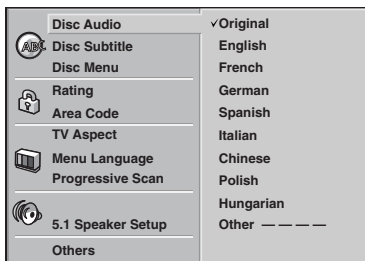 Disc Audio
Disc Subtitle
Disc Menu
Rating
Area Code
TV Aspect
Menu Language
Progressive Scan
5.1 Speaker Setup
Others
✓Original
English
French
German
Spanish
Italian
Chinese
Polish
Hungarian
Other — — — —
ABC